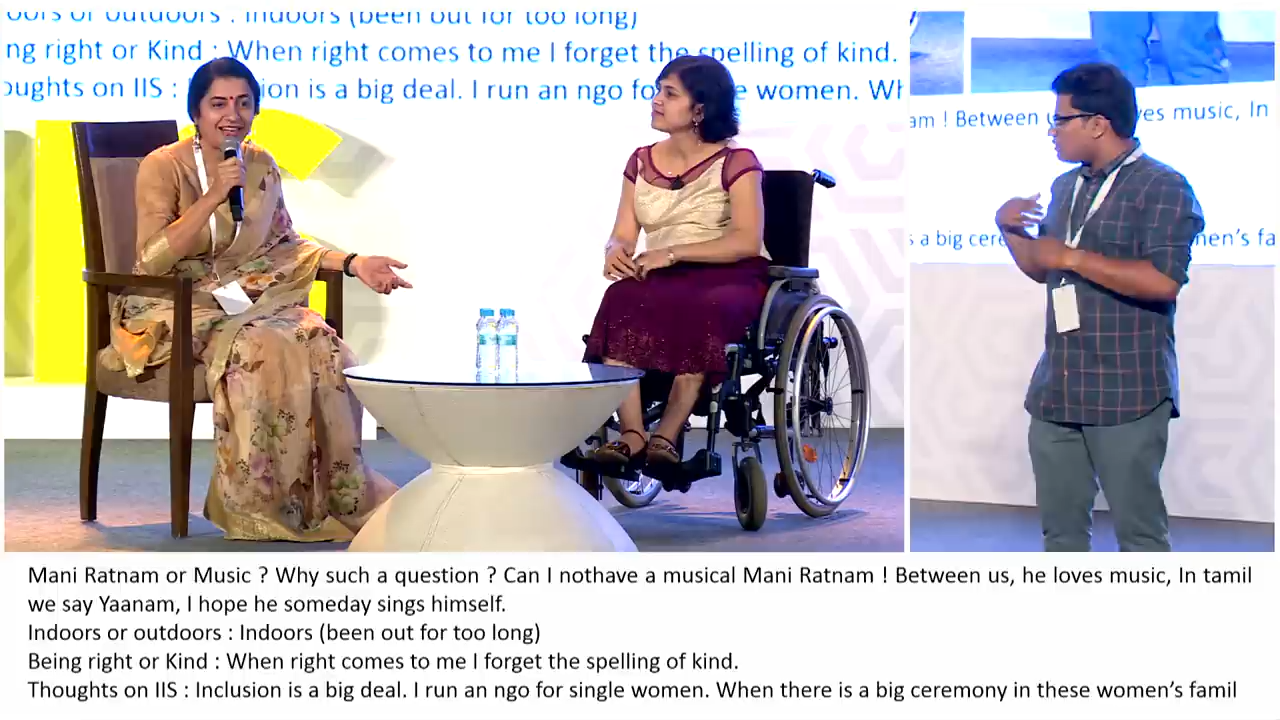 oors or outdoors : Indoors (been out for too long)
ng right or Kind : When right comes to me I forget the spelling of kind.
oughts on IIS : ion is a big deal. I run an ngo fo e women. Wh
am ! Between u ves music, In
s a big cere men's fa
Mani Ratnam or Music ? Why such a question ? Can I nothave a musical Mani Ratnam ! Between us, he loves music, In tamil
we say Yaanam, I hope he someday sings himself.
Indoors or outdoors : Indoors (been out for too long)
Being right or Kind : When right comes to me I forget the spelling of kind.
Thoughts on IIS : Inclusion is a big deal. I run an ngo for single women. When there is a big ceremony in these women's famil